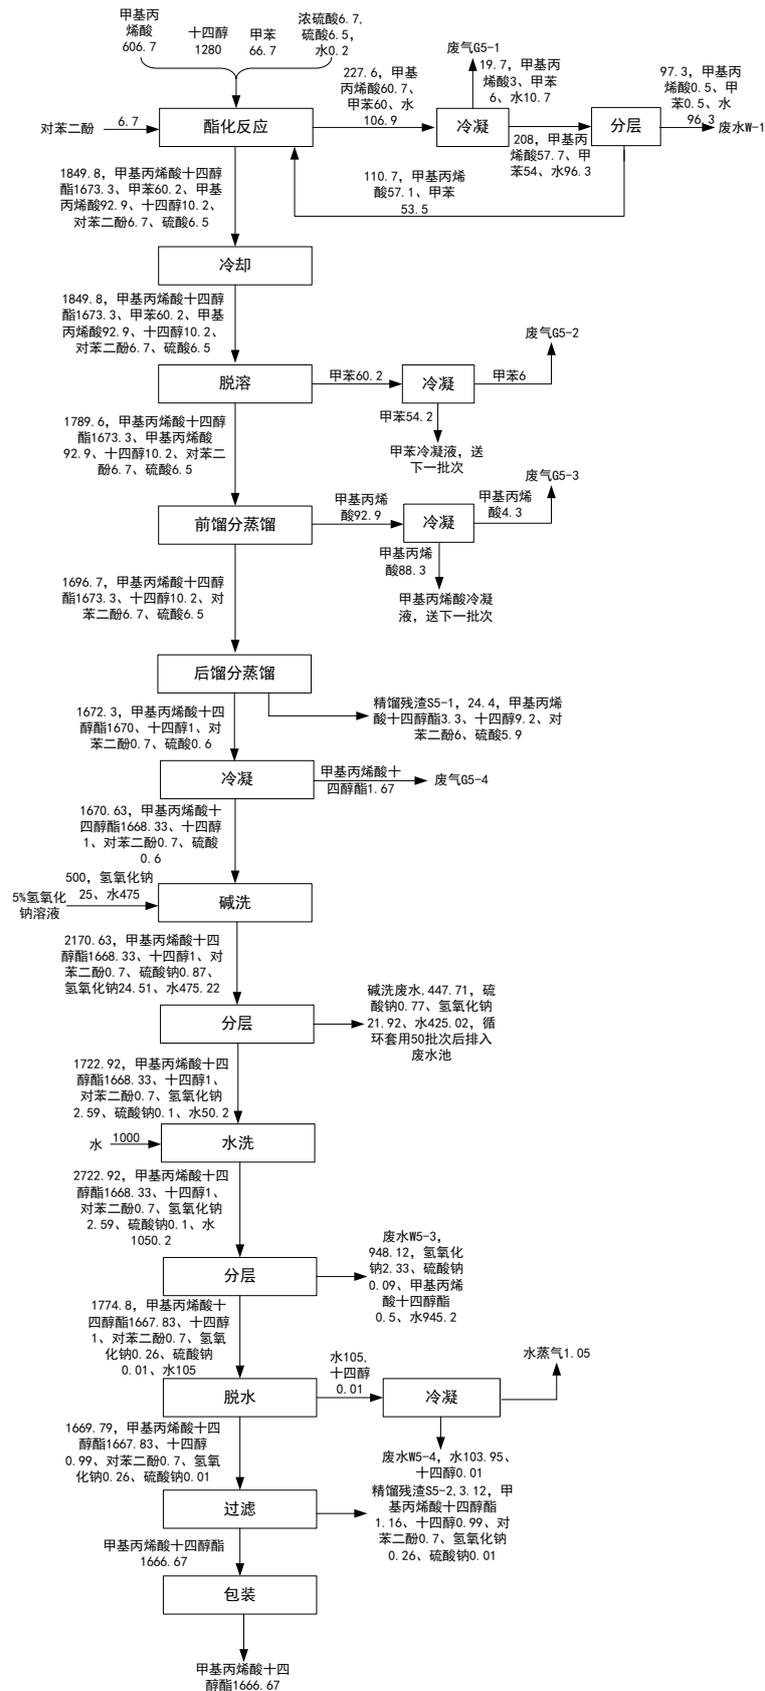 甲基丙
烯酸
606.7
十四醇
1280
甲苯
66.7
浓硫酸6.7,
硫酸6.5,
水0.2
对苯二酚
6.7
酯化反应
227.6, 甲基
丙烯酸60.7、
甲苯60、水
106.9
冷凝
废气G5-1
19.7, 甲基丙
烯酸3、甲苯
6、水10.7
208, 甲基丙
烯酸57.7、甲
苯54、水96.3
分层
97.3, 甲基丙
烯酸0.5、甲
苯0.5、水
96.3
废水W-1
110.7, 甲基丙烯
酸57.1、甲苯
53.5
1849.8, 甲基丙烯酸十四醇
酯1673.3、甲苯60.2、甲基
丙烯酸92.9、十四醇10.2、
对苯二酚6.7、硫酸6.5
冷却
1849.8, 甲基丙烯酸十四醇
酯1673.3、甲苯60.2、甲基
丙烯酸92.9、十四醇10.2、
对苯二酚6.7、硫酸6.5
脱溶
甲苯60.2
冷凝
甲苯6
废气G5-2
甲苯54.2
甲苯冷凝液, 送
下一批次
1789.6, 甲基丙烯酸十四醇
酯1673.3、甲基丙烯酸
92.9、十四醇10.2、对苯二
酚6.7、硫酸6.5
前馏分蒸馏
甲基丙烯
酸92.9
冷凝
甲基丙烯
酸4.3
废气G5-3
甲基丙烯
酸88.3
甲基丙烯酸冷凝
液, 送下一批次
1696.7, 甲基丙烯酸十四醇
酯1673.3、十四醇10.2、对
苯二酚6.7、硫酸6.5
后馏分蒸馏
精馏残渣S5-1, 24.4, 甲基丙烯
酸十四醇酯3.3、十四醇9.2、对
苯二酚6、硫酸5.9
1672.3, 甲基丙烯酸十四
醇酯1670、十四醇1、对
苯二酚0.7、硫酸0.6
冷凝
甲基丙烯酸十
四醇酯1.67
废气G5-4
1670.63, 甲基丙烯酸十
四醇酯1668.33、十四醇
1、对苯二酚0.7、硫酸
0.6
5%氢氧化
钠溶液
500, 氢氧化钠
25、水475
碱洗
2170.63, 甲基丙烯酸十四
醇酯1668.33、十四醇1、对
苯二酚0.7、硫酸钠0.87、
氢氧化钠24.51、水475.22
分层
碱洗废水,447.71, 硫
酸钠0.77、氢氧化钠
21.92、水425.02, 循
环套用50批次后排入
废水池
1722.92, 甲基丙烯酸十四
醇酯1668.33、十四醇1、
对苯二酚0.7、氢氧化钠
2.59、硫酸钠0.1、水50.2
水
1000
水洗
2722.92, 甲基丙烯酸十四
醇酯1668.33、十四醇1、
对苯二酚0.7、氢氧化钠
2.59、硫酸钠0.1、水
1050.2
分层
废水W5-3,
948.12, 氢氧化
钠2.33、硫酸钠
0.09、甲基丙烯
酸十四醇酯
0.5、水945.2
1774.8, 甲基丙烯酸十
四醇酯1667.83、十四醇
1、对苯二酚0.7、氢氧
化钠0.26、硫酸钠
0.01、水105
脱水
水105,
十四醇
0.01
冷凝
水蒸气1.05
废水W5-4, 水103.95、
十四醇0.01
1669.79, 甲基丙烯酸十四
醇酯1667.83、十四醇
0.99、对苯二酚0.7、氢氧
化钠0.26、硫酸钠0.01
过滤
精馏残渣S5-2,3.12, 甲
基丙烯酸十四醇酯
1.16、十四醇0.99、对
苯二酚0.7、氢氧化钠
0.26、硫酸钠0.01
甲基丙烯酸十四醇酯
1666.67
包装
甲基丙烯酸十四
醇酯1666.67